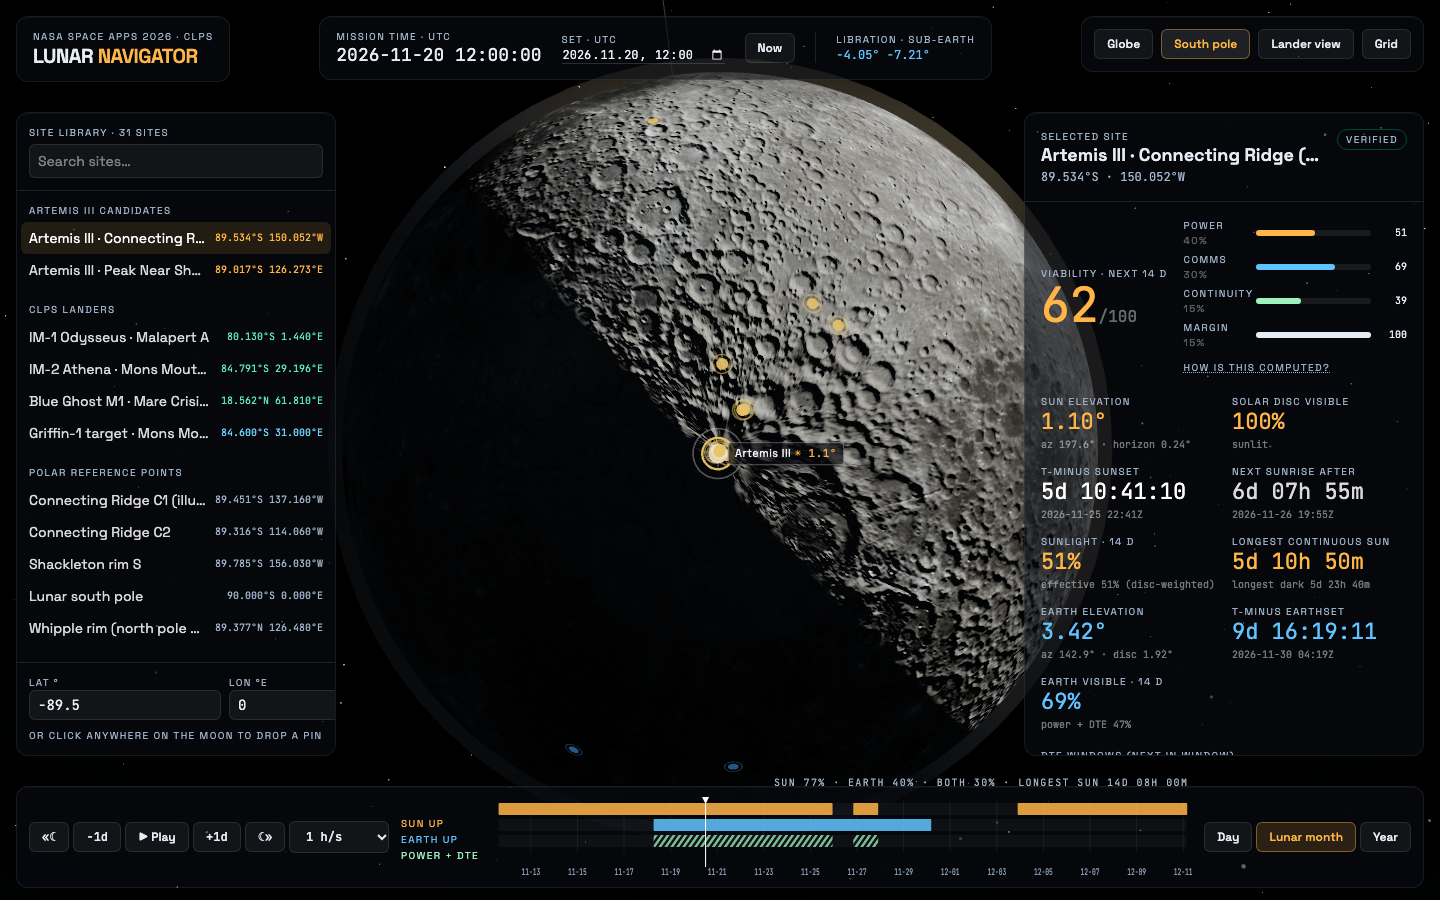 NASA SPACE APPS 2026 · CLPS
LUNAR NAVIGATOR
MISSION TIME · UTC
2026-11-20 12:00:00
SET · UTC
2026.11.20, 12:00
Now
LIBRATION · SUB-EARTH
-4.05° -7.21°
Globe
South pole
Lander view
Grid
SITE LIBRARY · 31 SITES
Search sites…
ARTEMIS III CANDIDATES
Artemis III · Connecting R… 89.534°S 150.052°W
Artemis III · Peak Near Sh… 89.017°S 126.273°E
CLPS LANDERS
IM-1 Odysseus · Malapert A 80.130°S 1.440°E
IM-2 Athena · Mons Mout… 84.791°S 29.196°E
Blue Ghost M1 · Mare Crisi… 18.562°N 61.810°E
Griffin-1 target · Mons Mo… 84.600°S 31.000°E
POLAR REFERENCE POINTS
Connecting Ridge C1 (illu… 89.451°S 137.160°W
Connecting Ridge C2 89.316°S 114.060°W
Shackleton rim S 89.785°S 156.030°W
Lunar south pole 90.000°S 0.000°E
Whipple rim (north pole … 89.377°N 126.480°E
LAT °
LON °E
-89.5
0
OR CLICK ANYWHERE ON THE MOON TO DROP A PIN
Artemis III ☀ 1.1°
SELECTED SITE
VERIFIED
Artemis III · Connecting Ridge (…
89.534°S · 150.052°W
VIABILITY · NEXT 14 D
62/100
POWER
40%
51
COMMS
30%
69
CONTINUITY
15%
39
MARGIN
15%
100
HOW IS THIS COMPUTED?
SUN ELEVATION
1.10°
az 197.6° · horizon 0.24°
SOLAR DISC VISIBLE
100%
sunlit
T-MINUS SUNSET
5d 10:41:10
2026-11-25 22:41Z
NEXT SUNRISE AFTER
6d 07h 55m
2026-11-26 19:55Z
SUNLIGHT · 14 D
51%
effective 51% (disc-weighted)
LONGEST CONTINUOUS SUN
5d 10h 50m
longest dark 5d 23h 40m
EARTH ELEVATION
3.42°
az 142.9° · disc 1.92°
T-MINUS EARTHSET
9d 16:19:11
2026-11-30 04:19Z
EARTH VISIBLE · 14 D
69%
power + DTE 47%
DTE WINDOWS (NEXT IN WINDOW)
SUN 77% · EARTH 40% · BOTH 30% · LONGEST SUN 14D 08H 00M
«☾
-1d
▶ Play
+1d
☾»
1 h/s
SUN UP
EARTH UP
POWER + DTE
11-13 11-15 11-17 11-19 11-21 11-23 11-25 11-27 11-29 12-01 12-03 12-05 12-07 12-09 12-11
Day
Lunar month
Year